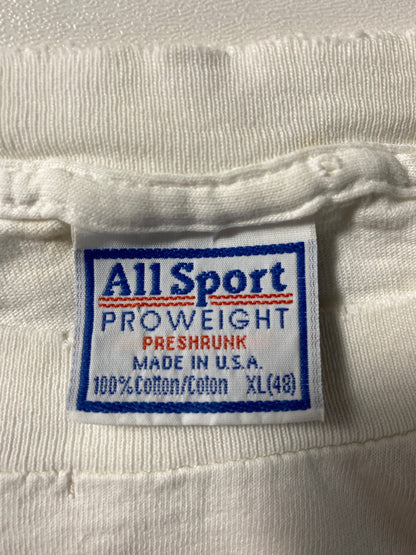 All Sport
PROWEIGHT
PRESHRUNK
MADE IN U.S.A.
100% Cotton/Coton XL(48)